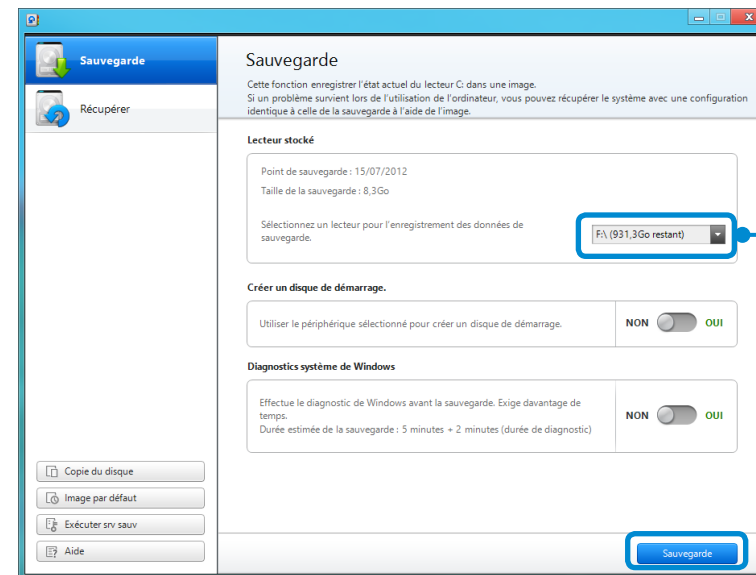 Sauvegarde
Récupérer
Copie du disque
Image par défaut
Exécuter srv sauv
Aide
Sauvegarde
Cette fonction enregistrer l'état actuel du lecteur C: dans une image.
Si un problème survient lors de l'utilisation de l'ordinateur, vous pouvez récupérer le système avec une configuration
identique à celle de la sauvegarde à l'aide de l'image.
Lecteur stocké
Point de sauvegarde : 15/07/2012
Taille de la sauvegarde : 8,3Go
Sélectionnez un lecteur pour l'enregistrement des données de
sauvegarde.
F:\ (931,3Go restant)
Créer un disque de démarrage.
Utiliser le périphérique sélectionné pour créer un disque de démarrage.
NON OUI
Diagnostics système de Windows
Effectue le diagnostic de Windows avant la sauvegarde. Exige davantage de
temps.
Durée estimée de la sauvegarde : 5 minutes + 2 minutes (durée de diagnostic)
NON OUI
Sauvegarde